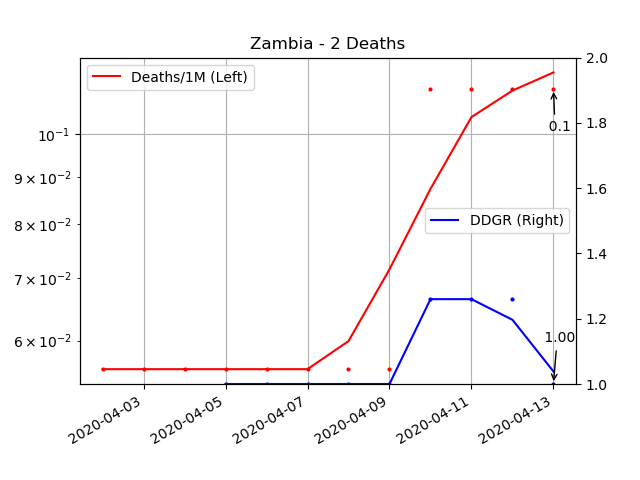 Zambia - 2 Deaths
Deaths/1M (Left)
DDGR (Right)
10⁻¹
9 × 10⁻²
8 × 10⁻²
7 × 10⁻²
6 × 10⁻²
2.0
1.8
1.6
1.4
1.2
1.0
0.1
1.00
2020-04-03
2020-04-05
2020-04-07
2020-04-09
2020-04-11
2020-04-13